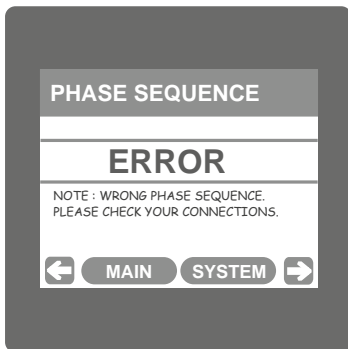 PHASE SEQUENCE
ERROR
NOTE : WRONG PHASE SEQUENCE.
PLEASE CHECK YOUR CONNECTIONS.
MAIN SYSTEM